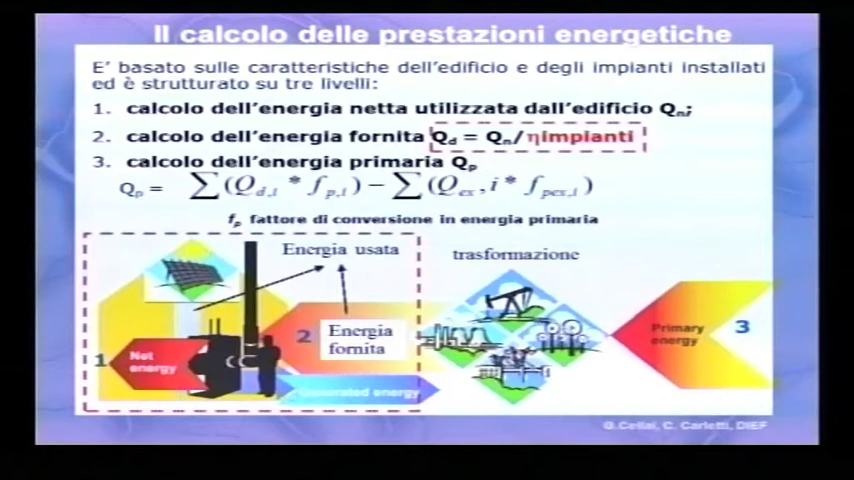 Il calcolo delle prestazioni energetiche
E' basato sulle caratteristiche dell'edificio e degli impianti installati
ed è strutturato su tre livelli:
1. calcolo dell'energia netta utilizzata dall'edificio Qn;
2. calcolo dell'energia fornita Qd = Qn/ηimpianti
3. calcolo dell'energia primaria Qp
Qp = ∑(Qd,i * fp,i) − ∑(Qex,i * fpex,i)
fp fattore di conversione in energia primaria
Energia usata
trasformazione
1
Net
energy
2
Energia
fornita
Generated energy
Primary
energy
3
G.Cellai, C. Carletti, DIEF